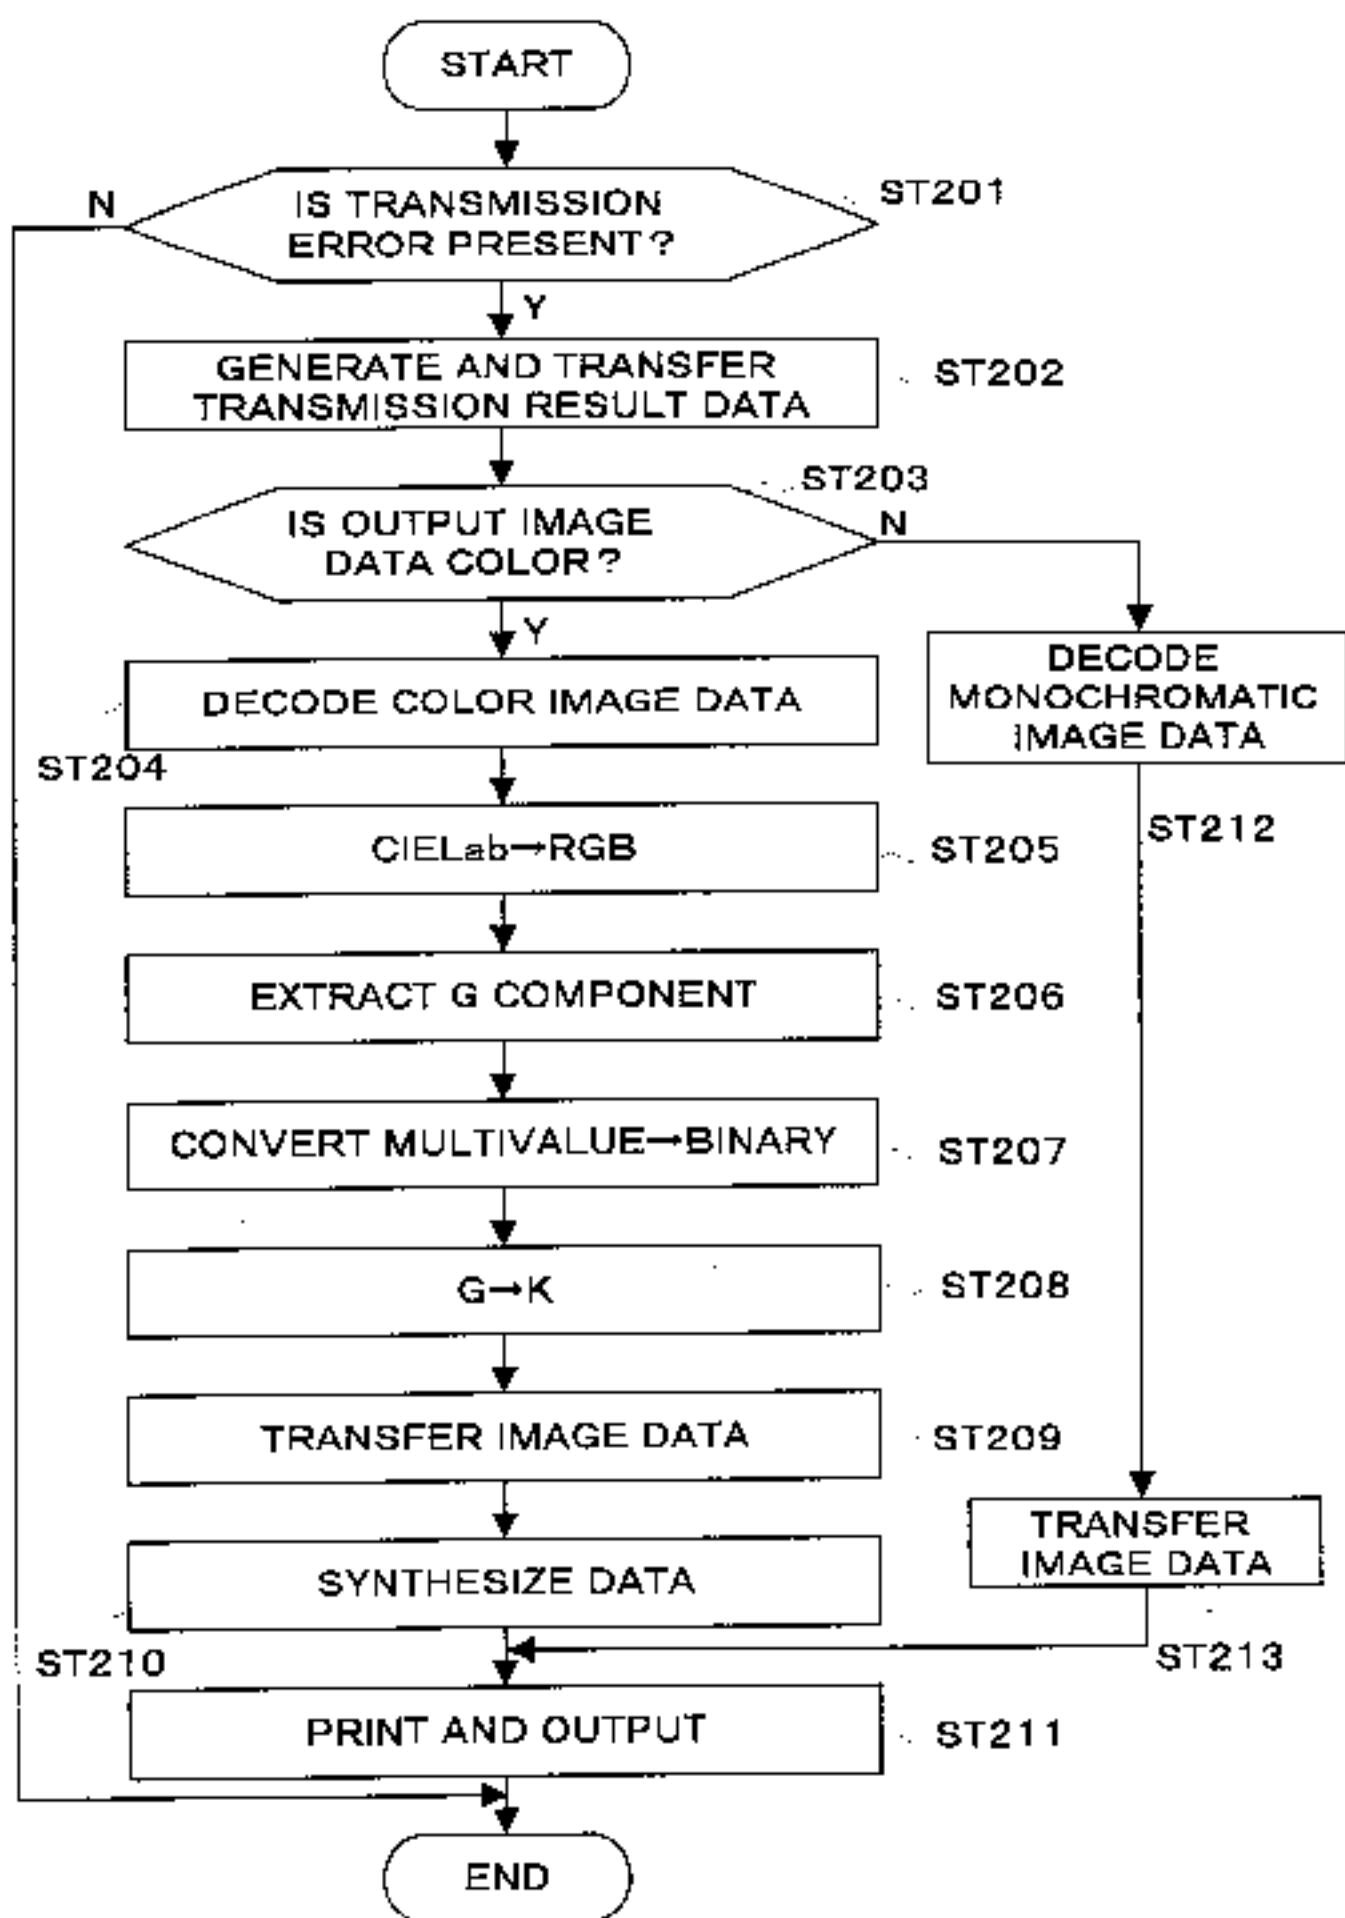 START
IS TRANSMISSION
ERROR PRESENT?
ST201
N
Y
GENERATE AND TRANSFER
TRANSMISSION RESULT DATA
ST202
IS OUTPUT IMAGE
DATA COLOR?
ST203
N
Y
DECODE COLOR IMAGE DATA
ST204
DECODE
MONOCHROMATIC
IMAGE DATA
ST212
CIELab→RGB
ST205
EXTRACT G COMPONENT
ST206
CONVERT MULTIVALUE→BINARY
ST207
G→K
ST208
TRANSFER IMAGE DATA
ST209
TRANSFER
IMAGE DATA
ST213
SYNTHESIZE DATA
ST210
PRINT AND OUTPUT
ST211
END